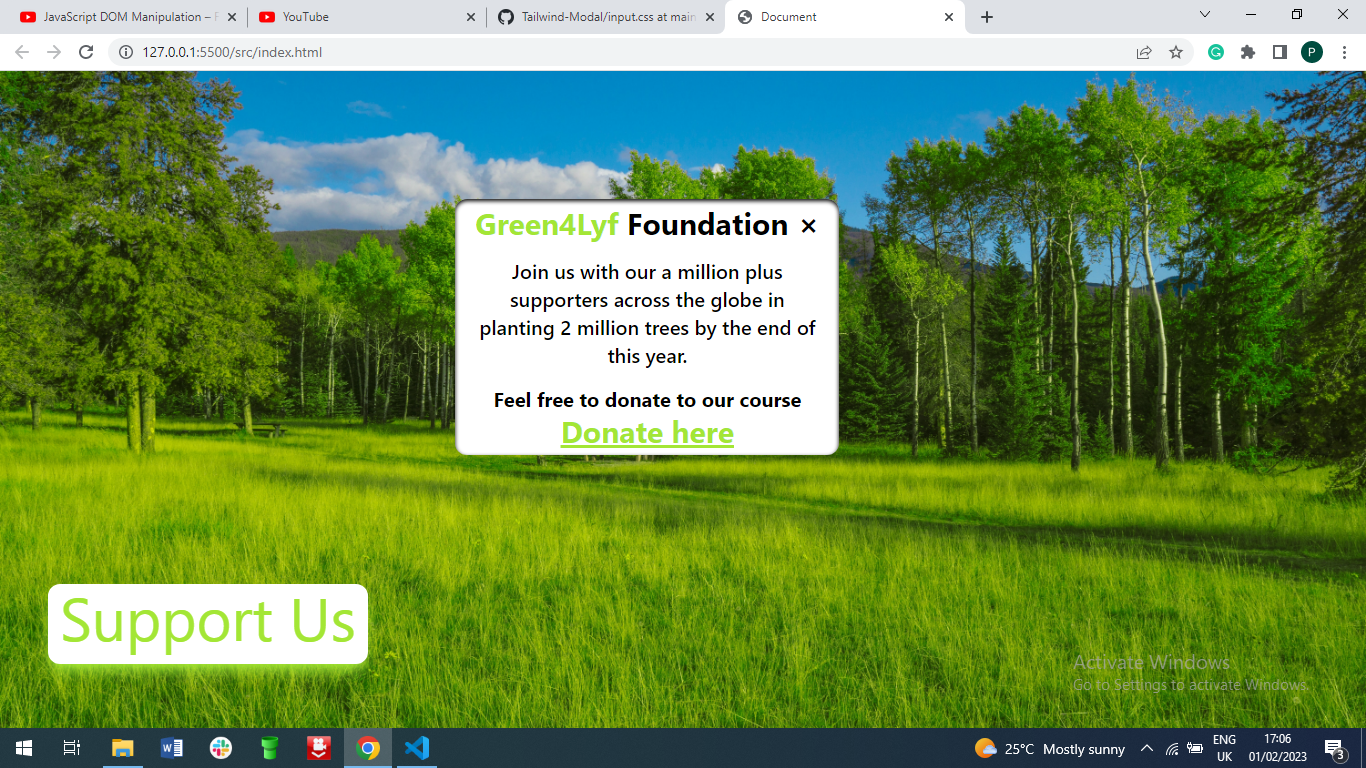 JavaScript DOM Manipulation –
YouTube
Tailwind-Modal/input.css at main
Document
127.0.0.1:5500/src/index.html
P
Green4Lyf Foundation ×
Join us with our a million plus
supporters across the globe in
planting 2 million trees by the end of
this year.
Feel free to donate to our course
Donate here
Support Us
Activate Windows
Go to Settings to activate Windows.
25°C Mostly sunny
ENG
UK
17:06
01/02/2023
3